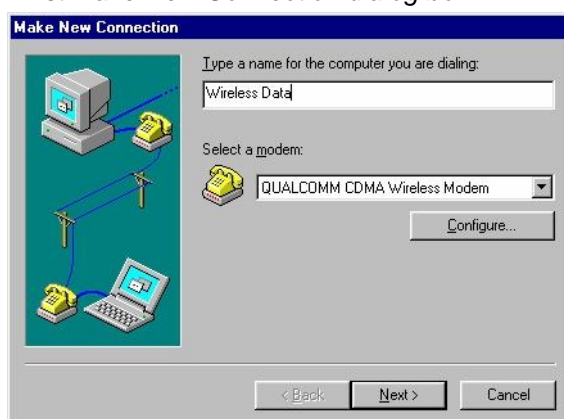 Make New Connection
Type a name for the computer you are dialing:
Wireless Data
Select a modem:
QUALCOMM CDMA Wireless Modem
Configure...
< Back
Next >
Cancel